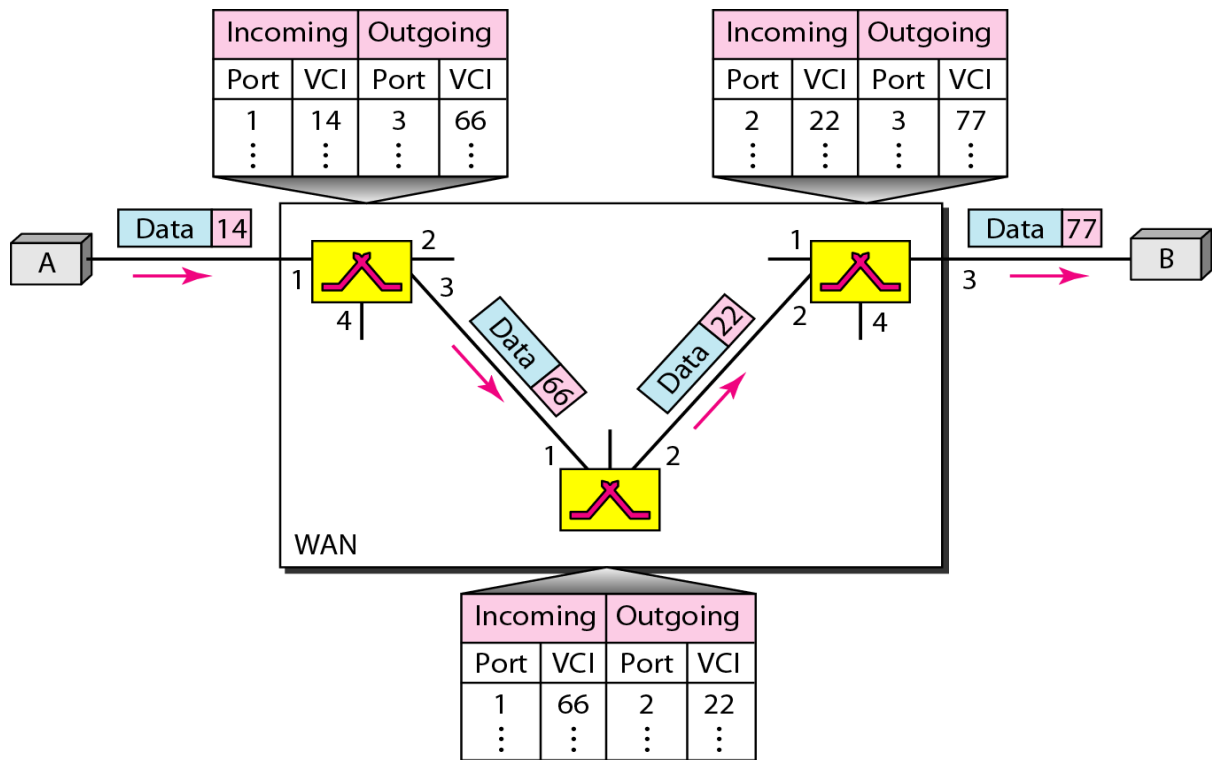 Incoming Outgoing
Port VCI Port VCI
1 14 3 66
⋮ ⋮ ⋮ ⋮
Incoming Outgoing
Port VCI Port VCI
2 22 3 77
⋮ ⋮ ⋮ ⋮
A
Data 14
1
2
3
4
Data 66
1
2
Data 22
1
2
4
3
Data 77
B
WAN
Incoming Outgoing
Port VCI Port VCI
1 66 2 22
⋮ ⋮ ⋮ ⋮